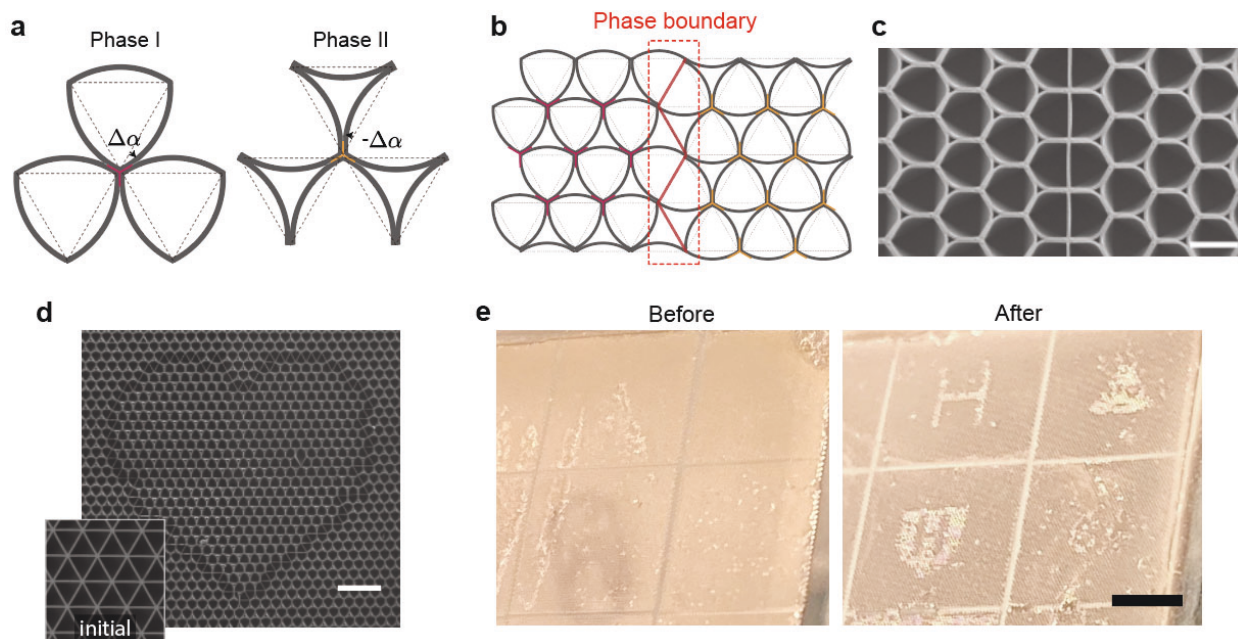 a
Phase I
Phase II
Δα
-Δα
b
Phase boundary
c
d
initial
e
Before
After
H